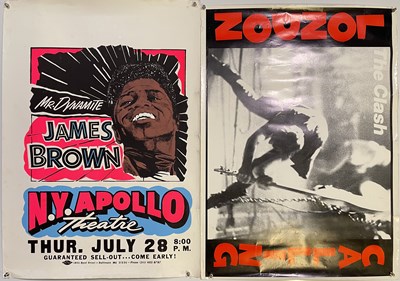 Mr. Dynamite
JAMES
BROWN
N.Y. APOLLO
Theatre
THUR. JULY 28 8:00
P. M.
GUARANTEED SELL-OUT... COME EARLY!
LONDON
The Clash
CALLING